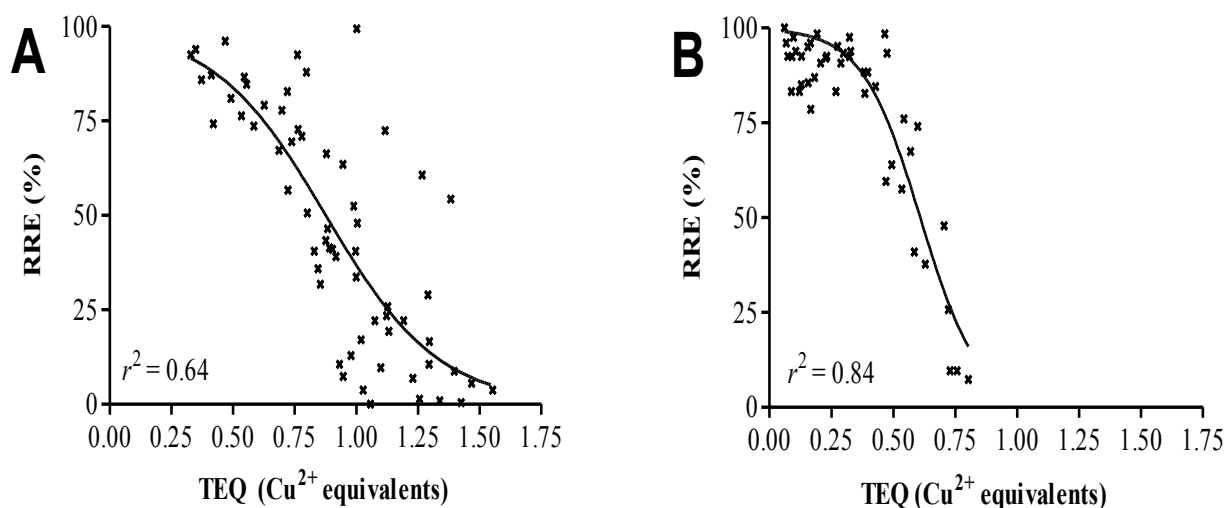 A
100
75
50
25
0
RRE (%)
r² = 0.64
0.00 0.25 0.50 0.75 1.00 1.25 1.50 1.75
TEQ (Cu²⁺ equivalents)
B
100
75
50
25
0
RRE (%)
r² = 0.84
0.00 0.25 0.50 0.75 1.00 1.25 1.50 1.75
TEQ (Cu²⁺ equivalents)